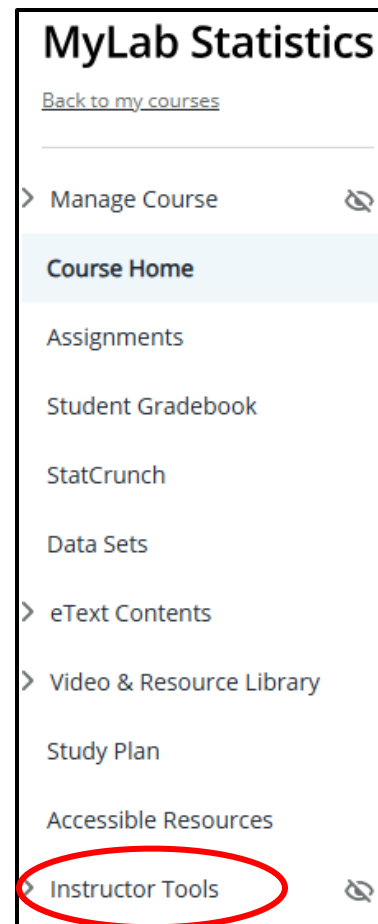 MyLab Statistics
Back to my courses
Manage Course
Course Home
Assignments
Student Gradebook
StatCrunch
Data Sets
eText Contents
Video & Resource Library
Study Plan
Accessible Resources
Instructor Tools